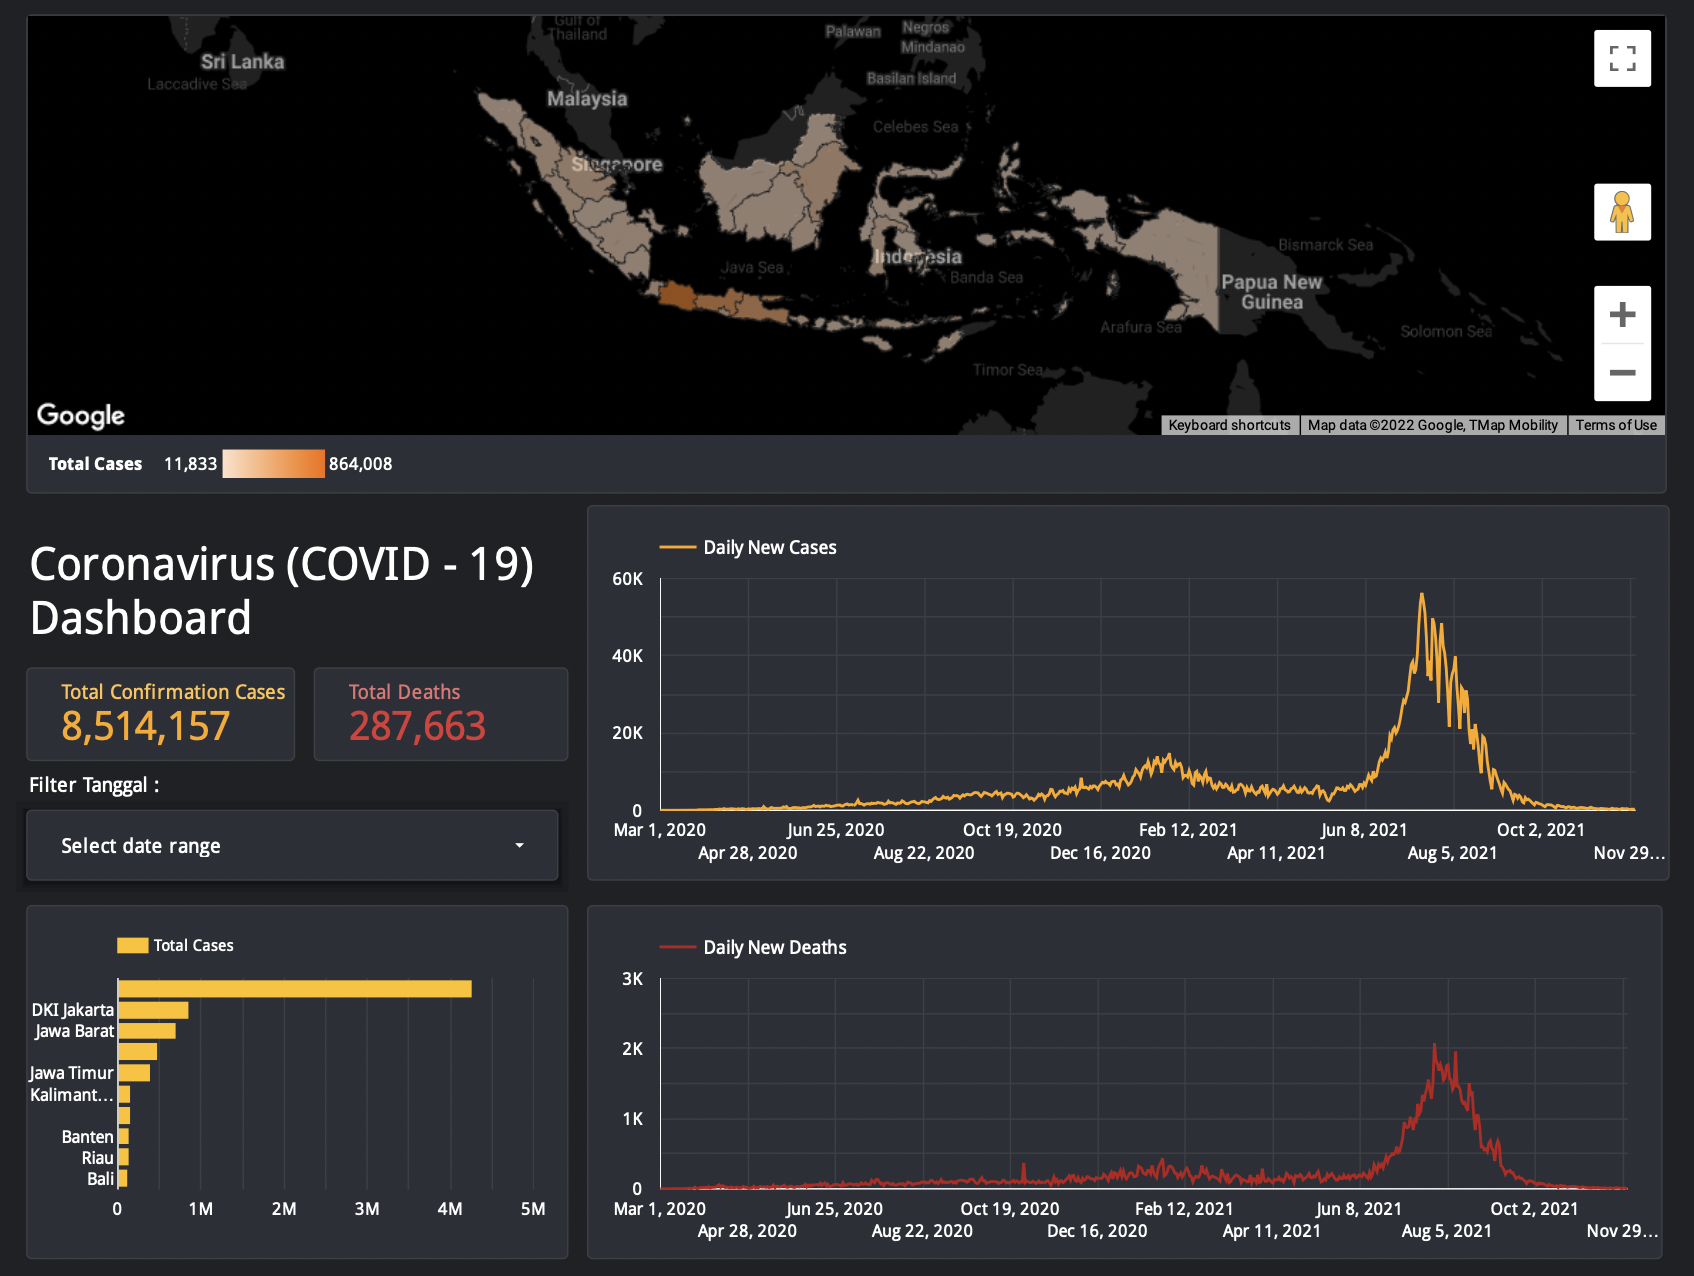 Gulf of
Thailand
Palawan
Negros
Mindanao
Sri Lanka
Laccadive Sea
Basilan Island
Malaysia
Celebes Sea
Singapore
Bismarck Sea
Indonesia
Java Sea
Banda Sea
Papua New
Guinea
Arafura Sea
Solomon Sea
Timor Sea
Google
Keyboard shortcuts
Map data ©2022 Google, TMap Mobility
Terms of Use
Total Cases 11,833 864,008
Coronavirus (COVID - 19)
Dashboard
Total Confirmation Cases
8,514,157
Total Deaths
287,663
Filter Tanggal :
Select date range
Daily New Cases
60K
40K
20K
0
Mar 1, 2020 Jun 25, 2020 Oct 19, 2020 Feb 12, 2021 Jun 8, 2021 Oct 2, 2021
Apr 28, 2020 Aug 22, 2020 Dec 16, 2020 Apr 11, 2021 Aug 5, 2021 Nov 29…
Total Cases
DKI Jakarta
Jawa Barat
Jawa Timur
Kalimant…
Banten
Riau
Bali
0 1M 2M 3M 4M 5M
Daily New Deaths
3K
2K
1K
0
Mar 1, 2020 Jun 25, 2020 Oct 19, 2020 Feb 12, 2021 Jun 8, 2021 Oct 2, 2021
Apr 28, 2020 Aug 22, 2020 Dec 16, 2020 Apr 11, 2021 Aug 5, 2021 Nov 29…